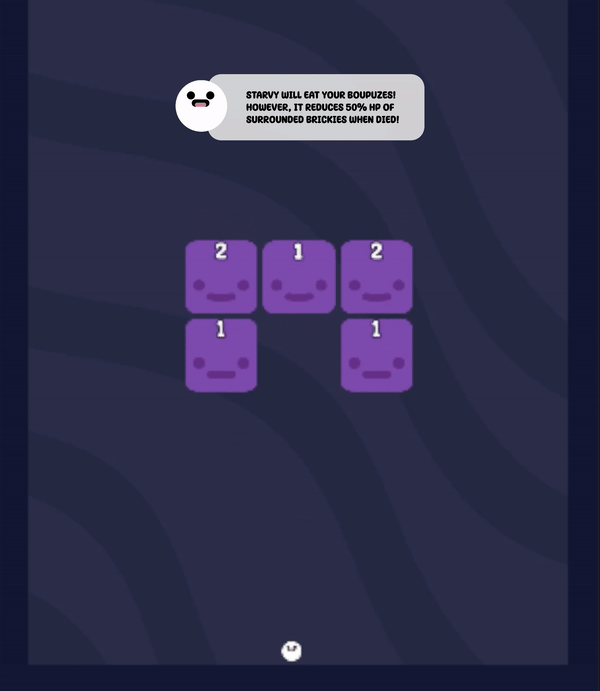 STARVY WILL EAT YOUR BOUPUZES!
HOWEVER, IT REDUCES 50% HP OF
SURROUNDED BRICKIES WHEN DIED!
2 1 2
1 1